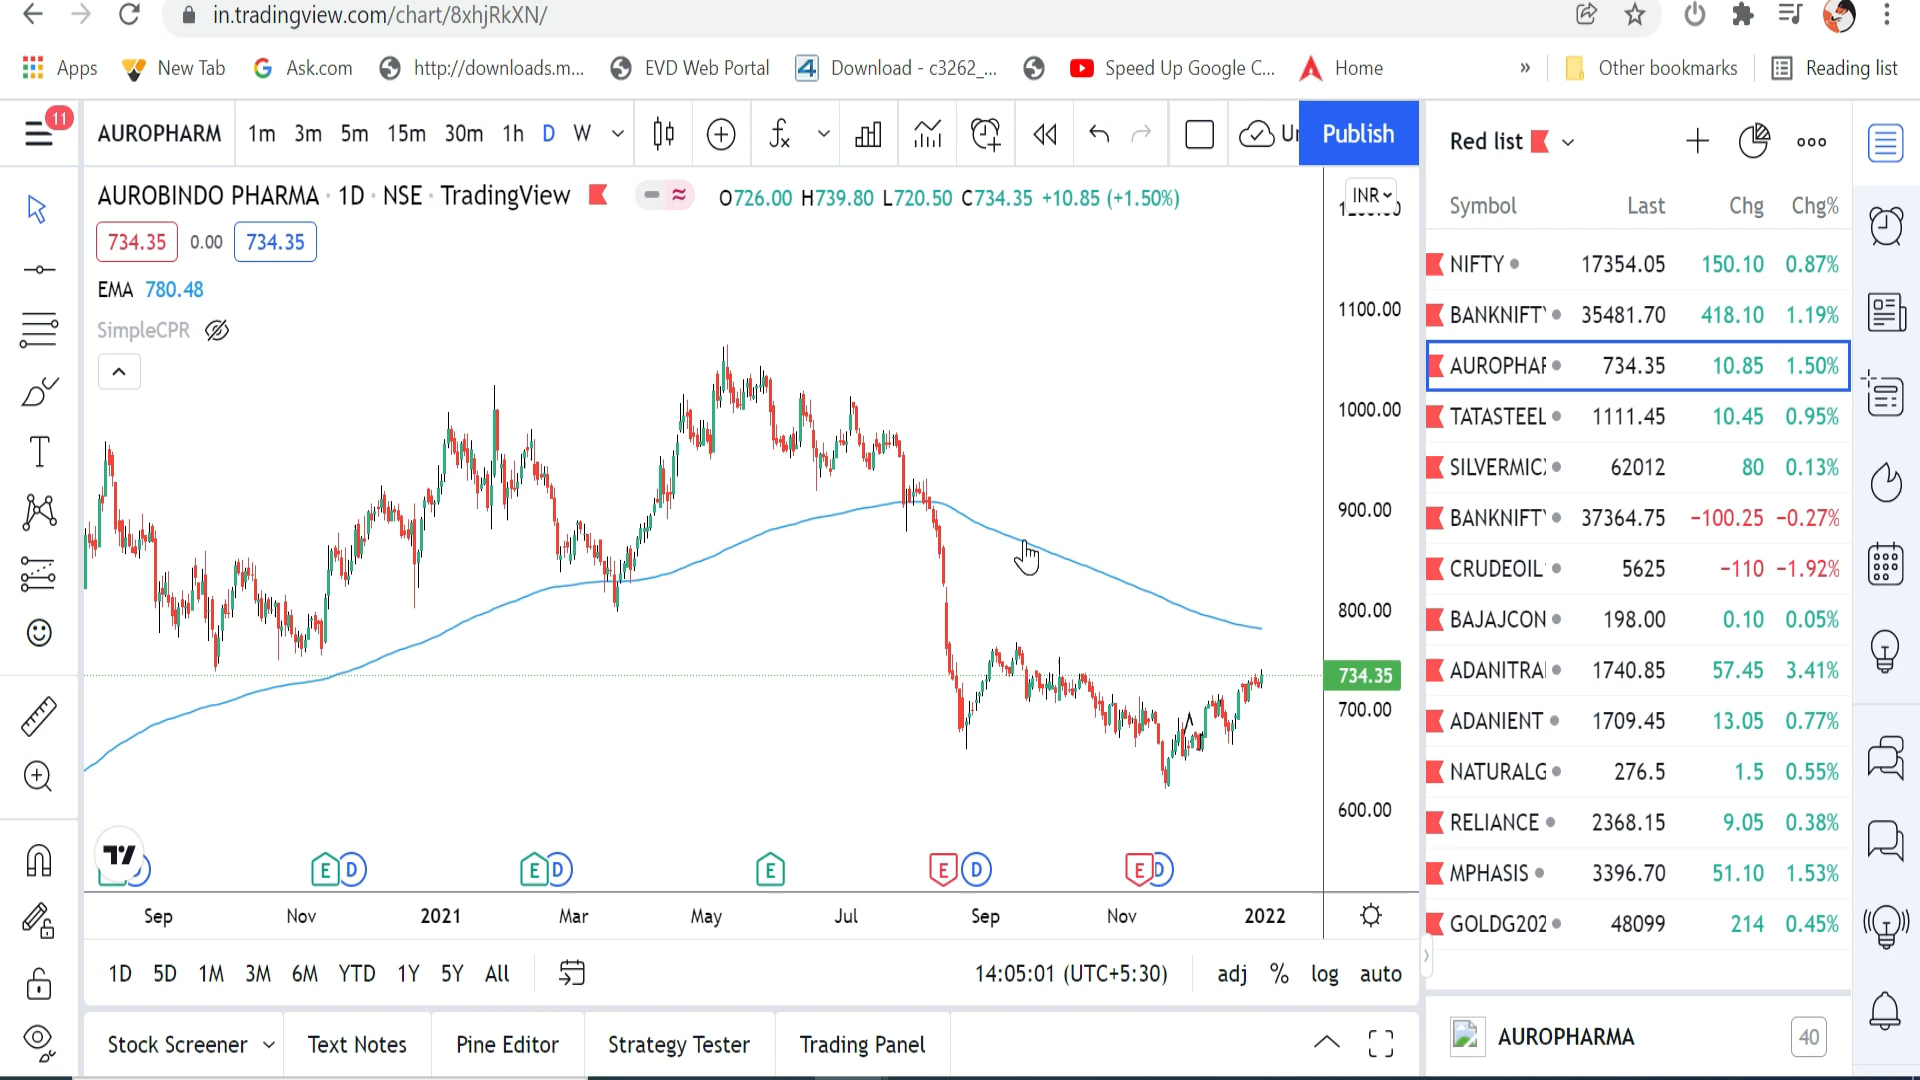 in.tradingview.com/chart/8xhjRkXN/
Apps New Tab Ask.com http://downloads.m... EVD Web Portal Download - c3262_... Speed Up Google C... Home » Other bookmarks Reading list
11
AUROPHARM 1m 3m 5m 15m 30m 1h D W Publish
AUROBINDO PHARMA · 1D · NSE · TradingView O726.00 H739.80 L720.50 C734.35 +10.85 (+1.50%)
734.35 0.00 734.35
EMA 780.48
SimpleCPR
INR
1100.00
1000.00
900.00
800.00
734.35
700.00
600.00
E D E D E E D E D
Sep Nov 2021 Mar May Jul Sep Nov 2022
1D 5D 1M 3M 6M YTD 1Y 5Y All 14:05:01 (UTC+5:30) adj % log auto
Stock Screener Text Notes Pine Editor Strategy Tester Trading Panel
Red list
Symbol Last Chg Chg%
NIFTY 17354.05 150.10 0.87%
BANKNIFTY 35481.70 418.10 1.19%
AUROPHAR 734.35 10.85 1.50%
TATASTEEL 1111.45 10.45 0.95%
SILVERMIC 62012 80 0.13%
BANKNIFTY 37364.75 −100.25 −0.27%
CRUDEOIL 5625 −110 −1.92%
BAJAJCON 198.00 0.10 0.05%
ADANITRA 1740.85 57.45 3.41%
ADANIENT 1709.45 13.05 0.77%
NATURALG 276.5 1.5 0.55%
RELIANCE 2368.15 9.05 0.38%
MPHASIS 3396.70 51.10 1.53%
GOLDG202 48099 214 0.45%
AUROPHARMA 40